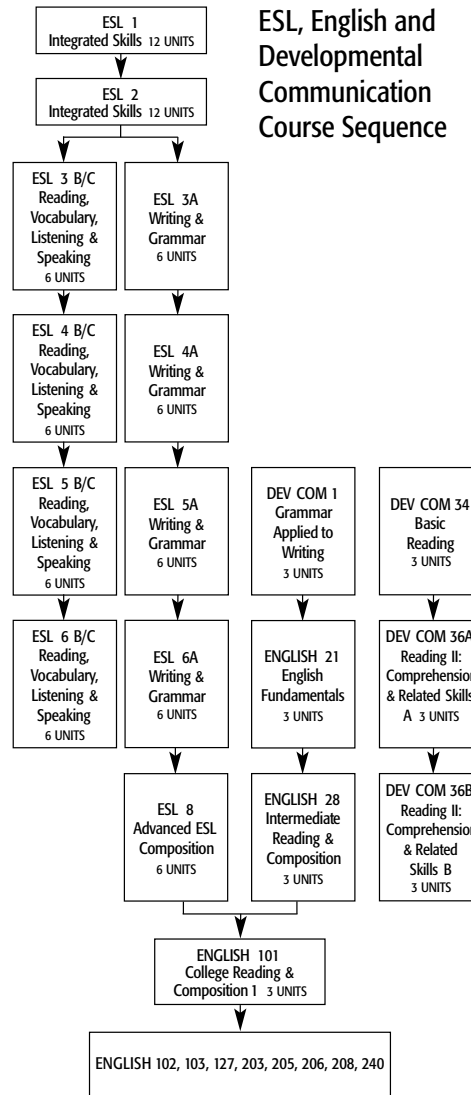 ESL, English and
Developmental
Communication
Course Sequence
ESL 1
Integrated Skills 12 UNITS
ESL 2
Integrated Skills 12 UNITS
ESL 3 B/C
Reading,
Vocabulary,
Listening &
Speaking
6 UNITS
ESL 3A
Writing &
Grammar
6 UNITS
ESL 4 B/C
Reading,
Vocabulary,
Listening &
Speaking
6 UNITS
ESL 4A
Writing &
Grammar
6 UNITS
ESL 5 B/C
Reading,
Vocabulary,
Listening &
Speaking
6 UNITS
ESL 5A
Writing &
Grammar
6 UNITS
DEV COM 1
Grammar
Applied to
Writing
3 UNITS
DEV COM 34
Basic
Reading
3 UNITS
ESL 6 B/C
Reading,
Vocabulary,
Listening &
Speaking
6 UNITS
ESL 6A
Writing &
Grammar
6 UNITS
ENGLISH 21
English
Fundamentals
3 UNITS
DEV COM 36A
Reading II:
Comprehension
& Related Skills
A 3 UNITS
ESL 8
Advanced ESL
Composition
6 UNITS
ENGLISH 28
Intermediate
Reading &
Composition
3 UNITS
DEV COM 36B
Reading II:
Comprehension
& Related
Skills B
3 UNITS
ENGLISH 101
College Reading &
Composition 1 3 UNITS
ENGLISH 102, 103, 127, 203, 205, 206, 208, 240